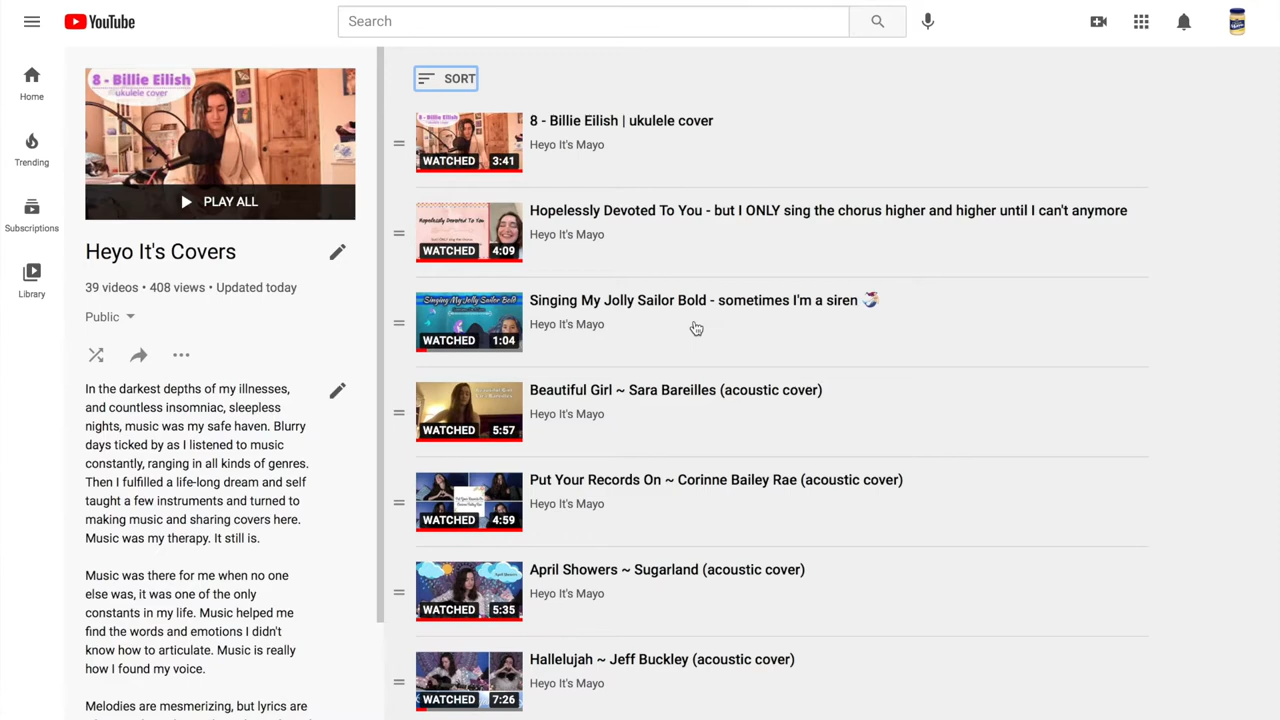 YouTube
Search
Home
Trending
Subscriptions
Library
8 - Billie Eilish
ukulele cover
PLAY ALL
Heyo It's Covers
39 videos • 408 views • Updated today
Public
In the darkest depths of my illnesses,
and countless insomniac, sleepless
nights, music was my safe haven. Blurry
days ticked by as I listened to music
constantly, ranging in all kinds of genres.
Then I fulfilled a life-long dream and self
taught a few instruments and turned to
making music and sharing covers here.
Music was my therapy. It still is.
Music was there for me when no one
else was, it was one of the only
constants in my life. Music helped me
find the words and emotions I didn't
know how to articulate. Music is really
how I found my voice.
Melodies are mesmerizing, but lyrics are
SORT
WATCHED 3:41
8 - Billie Eilish | ukulele cover
Heyo It's Mayo
Hopelessly Devoted To You
WATCHED 4:09
Hopelessly Devoted To You - but I ONLY sing the chorus higher and higher until I can't anymore
Heyo It's Mayo
Singing My Jolly Sailor Bold
WATCHED 1:04
Singing My Jolly Sailor Bold - sometimes I'm a siren 🧜
Heyo It's Mayo
WATCHED 5:57
Beautiful Girl ~ Sara Bareilles (acoustic cover)
Heyo It's Mayo
WATCHED 4:59
Put Your Records On ~ Corinne Bailey Rae (acoustic cover)
Heyo It's Mayo
April Showers
WATCHED 5:35
April Showers ~ Sugarland (acoustic cover)
Heyo It's Mayo
WATCHED 7:26
Hallelujah ~ Jeff Buckley (acoustic cover)
Heyo It's Mayo